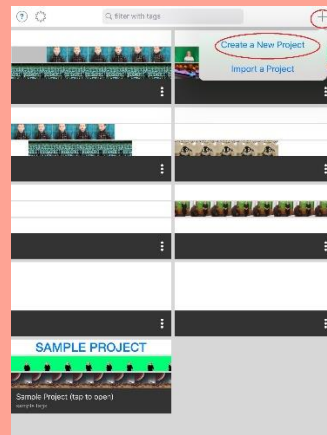 ? filter with tags +
Create a New Project
Import a Project
SAMPLE PROJECT
Sample Project (tap to open)
sample tags